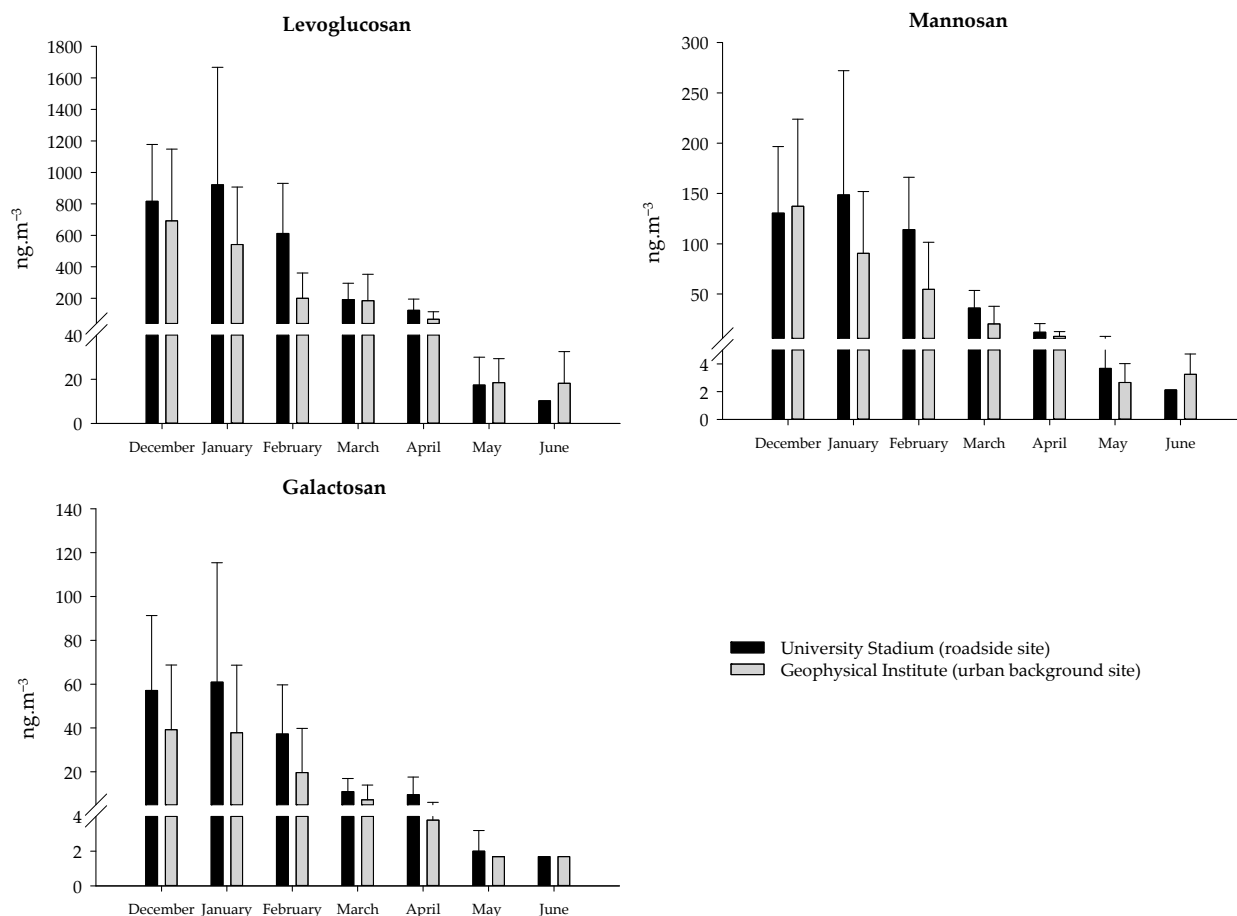 Levoglucosan
1800
1600
1400
1200
1000
800
600
400
200
40
20
0
ng.m⁻³
December January February March April May June
Mannosan
300
250
200
150
100
50
4
2
0
ng.m⁻³
December January February March April May June
Galactosan
140
120
100
80
60
40
20
4
2
0
ng.m⁻³
December January February March April May June
University Stadium (roadside site)
Geophysical Institute (urban background site)